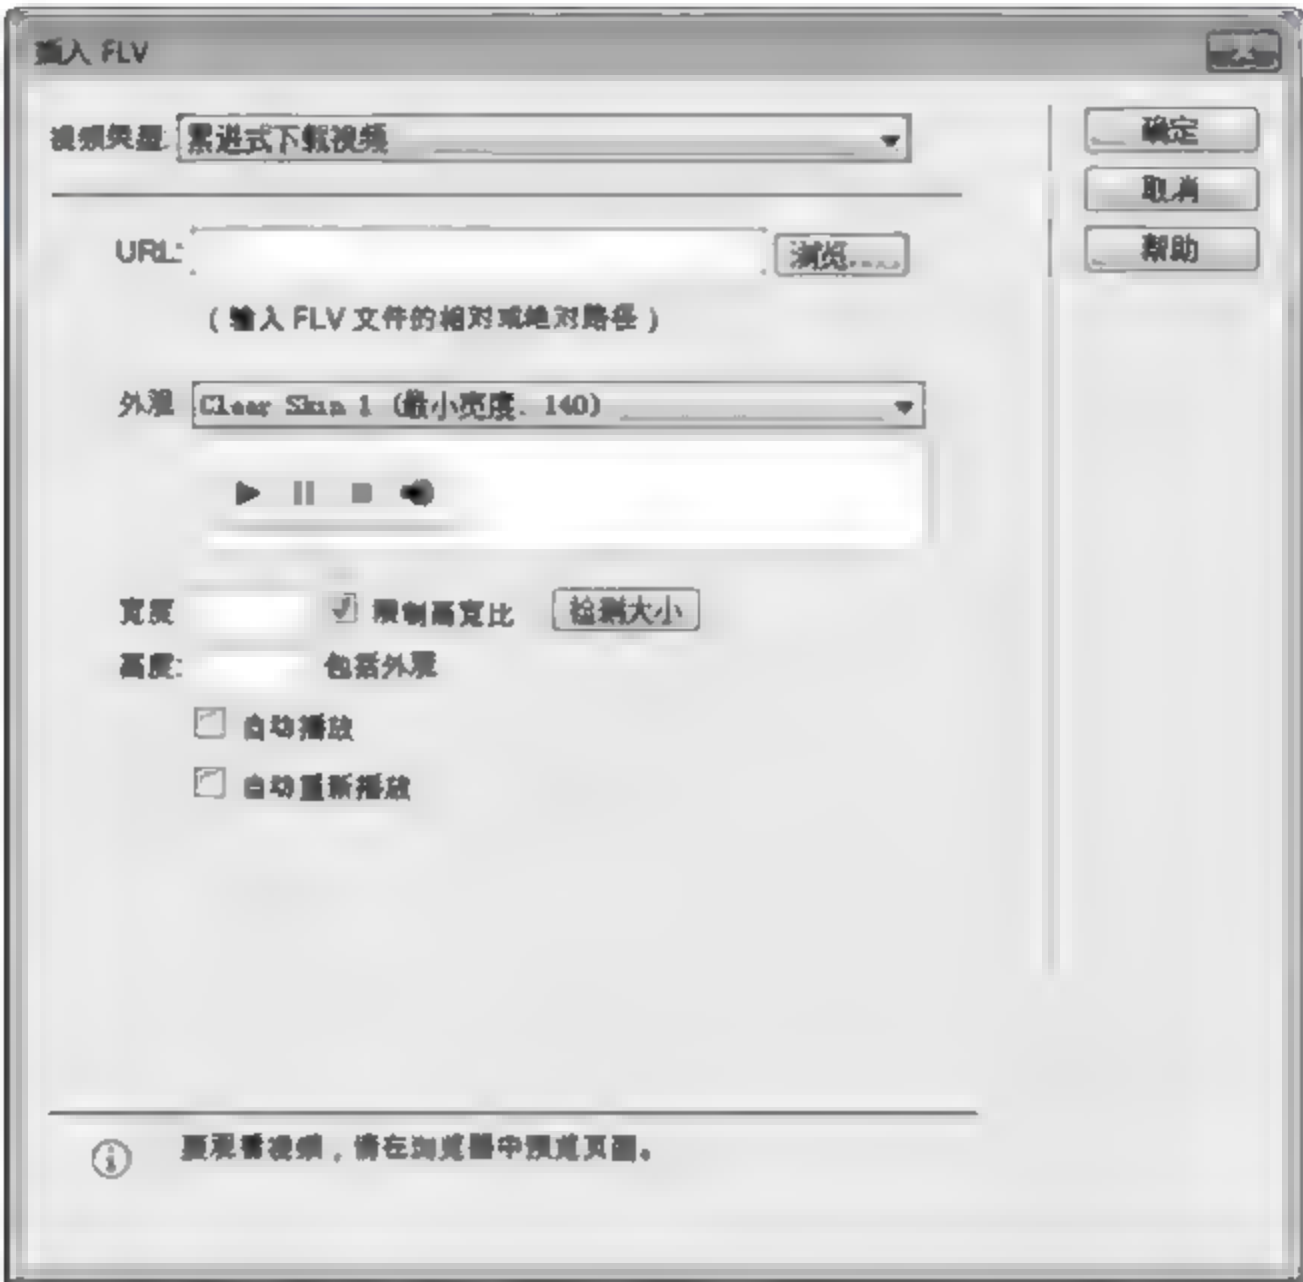 插入 FLV
视频类型: 累进式下载视频
确定
取消
URL: 浏览...
帮助
(输入 FLV 文件的相对或绝对路径)
外观 Clear Skin 1 (最小宽度: 140)
宽度 限制高宽比 检测大小
高度: 包括外观
自动播放
自动重新播放
要观看视频,请在浏览器中预览页面。